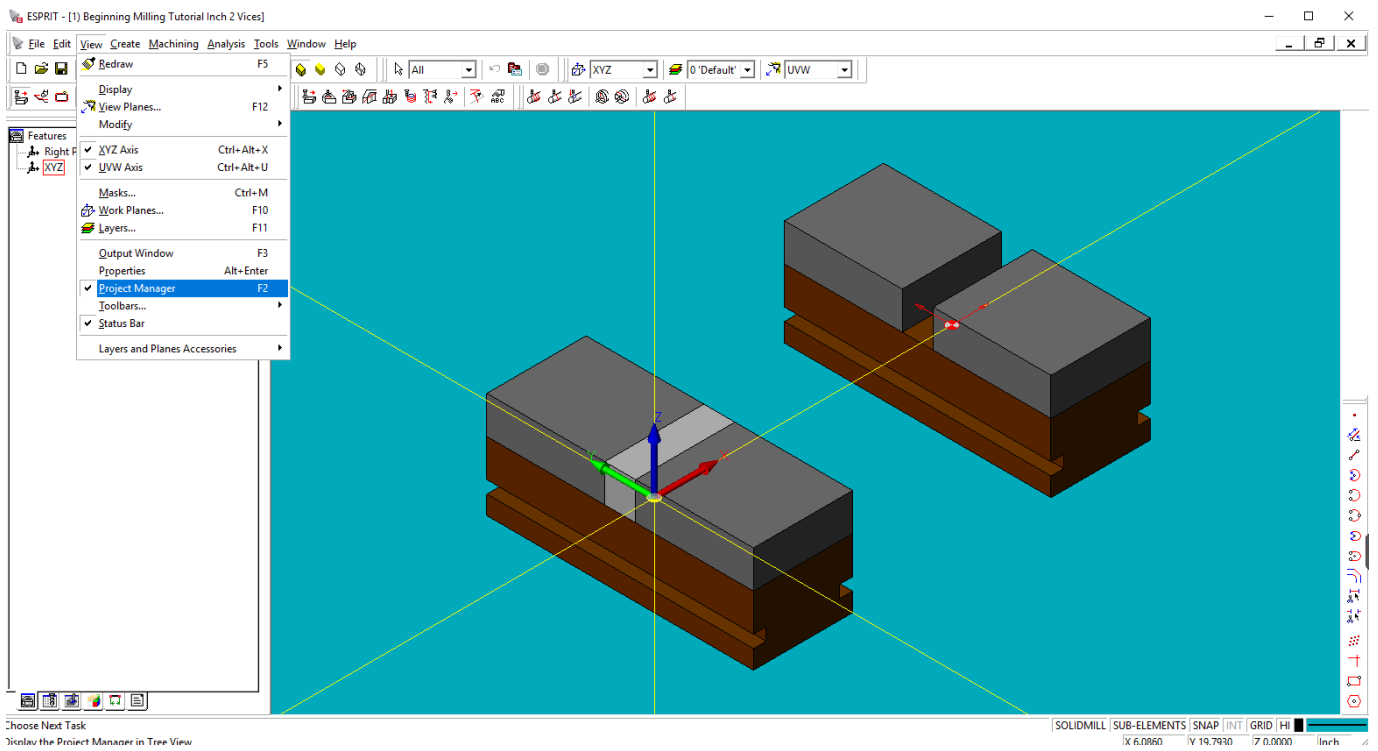 ESPRIT - [1) Beginning Milling Tutorial Inch 2 Vices]
File Edit View Create Machining Analysis Tools Window Help
Redraw F5
Display
View Planes... F12
Modify
XYZ Axis Ctrl+Alt+X
UVW Axis Ctrl+Alt+U
Masks... Ctrl+M
Work Planes... F10
Layers... F11
Output Window F3
Properties Alt+Enter
Project Manager F2
Toolbars...
Status Bar
Layers and Planes Accessories
All
XYZ
0 'Default'
UVW
Features
Right P
XYZ
Z
Y
X
Choose Next Task
SOLIDMILL SUB-ELEMENTS SNAP INT GRID HI
Display the Project Manager in Tree View
X 6.0860 Y 19.7930 Z 0.0000 Inch